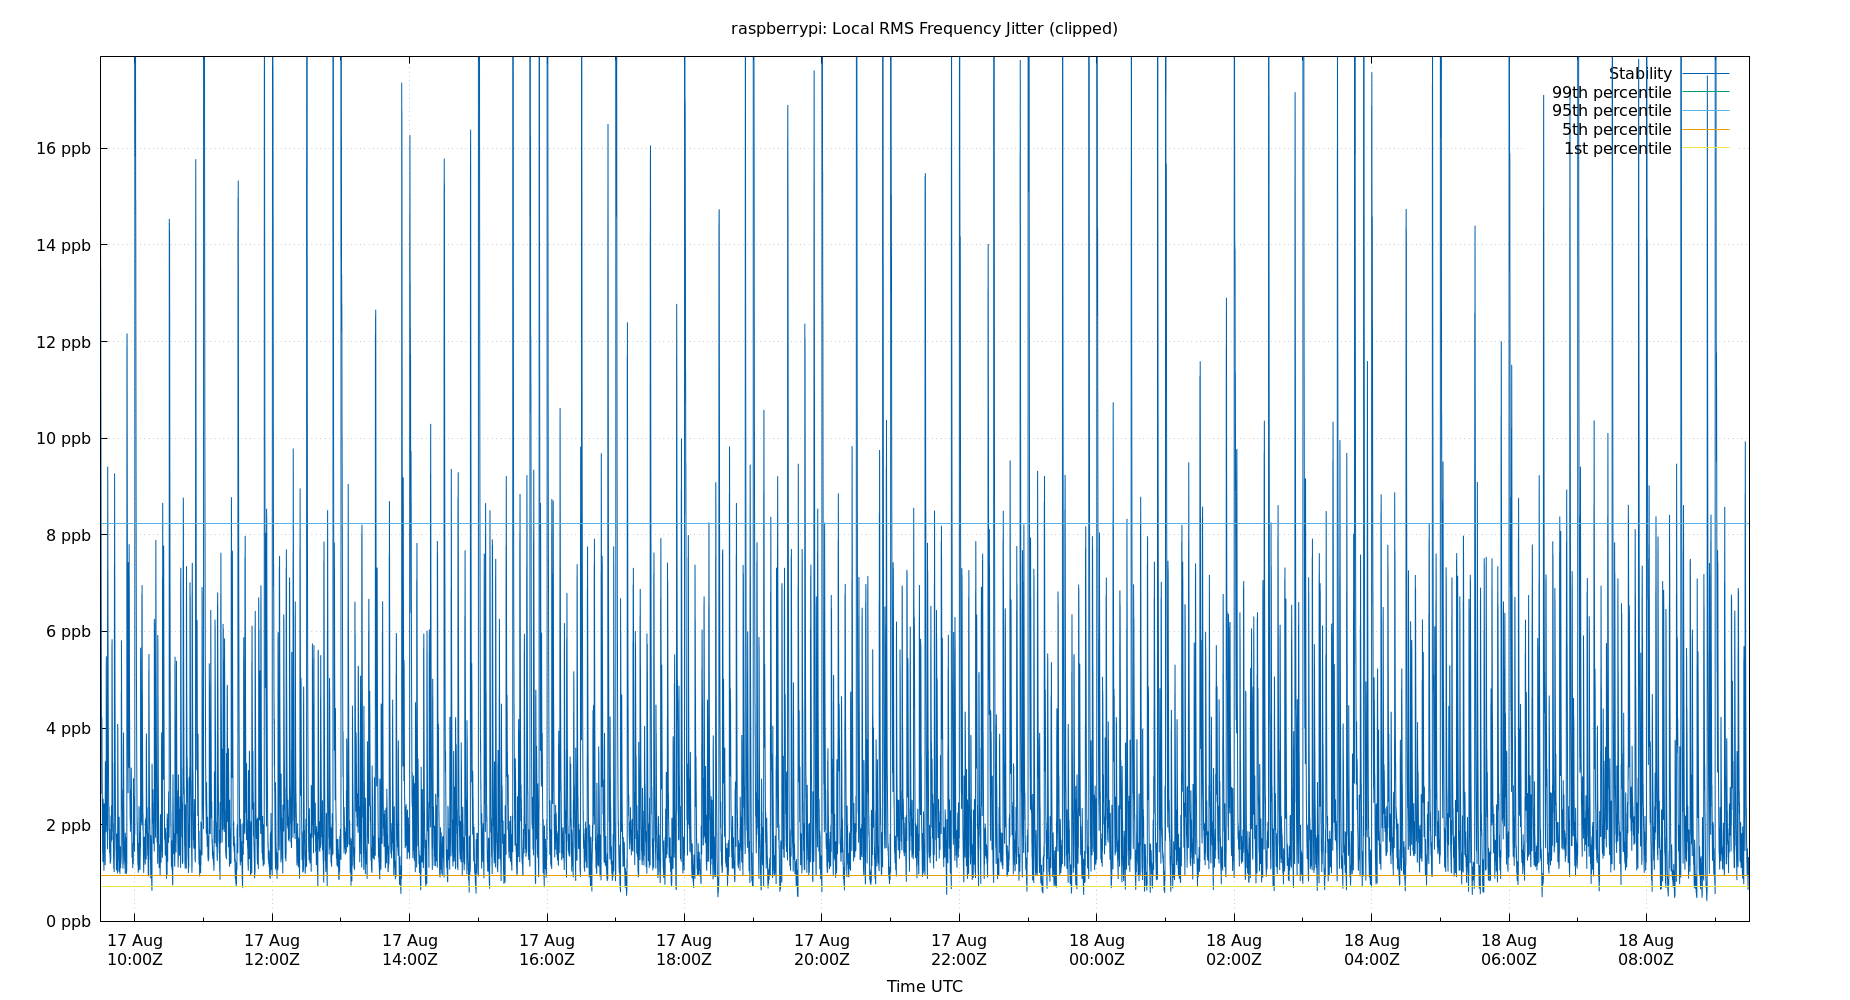 raspberrypi: Local RMS Frequency Jitter (clipped)
Stability
99th percentile
95th percentile
5th percentile
1st percentile
16 ppb
14 ppb
12 ppb
10 ppb
8 ppb
6 ppb
4 ppb
2 ppb
0 ppb
17 Aug 17 Aug 17 Aug 17 Aug 17 Aug 17 Aug 17 Aug 18 Aug 18 Aug 18 Aug 18 Aug 18 Aug
10:00Z 12:00Z 14:00Z 16:00Z 18:00Z 20:00Z 22:00Z 00:00Z 02:00Z 04:00Z 06:00Z 08:00Z
Time UTC